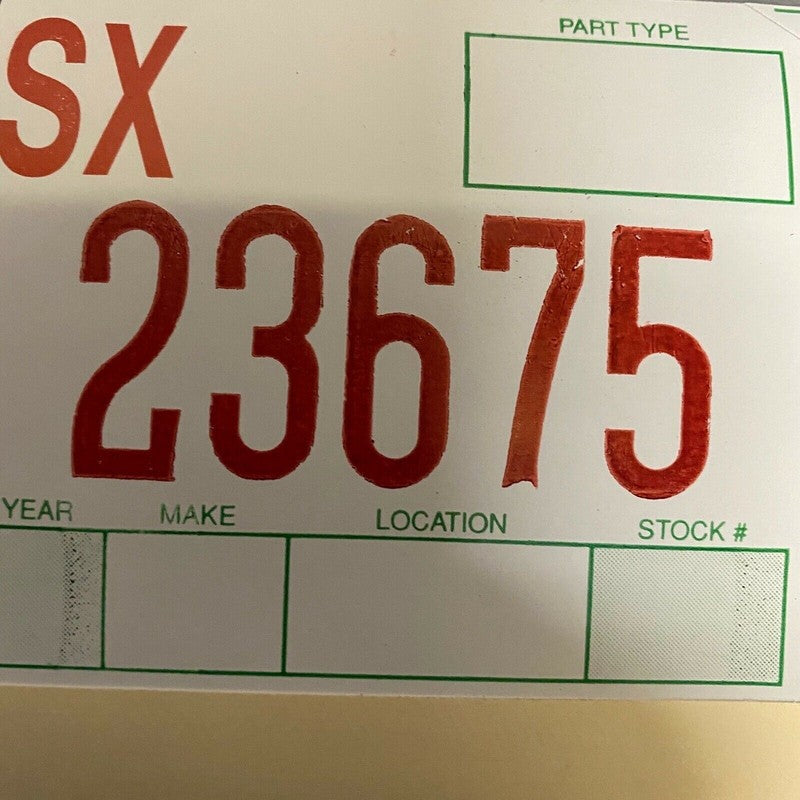 SX
PART TYPE
23675
YEAR MAKE LOCATION STOCK #